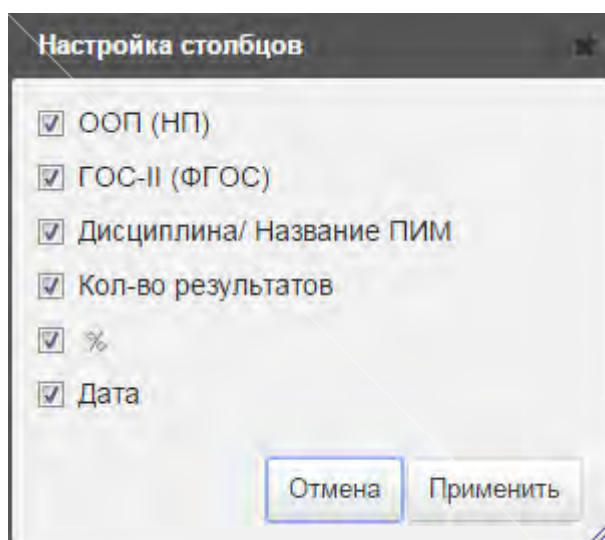 Настройка столбцов
ООП (НП)
ГОС-II (ФГОС)
Дисциплина/ Название ПИМ
Кол-во результатов
%
Дата
Отмена Применить